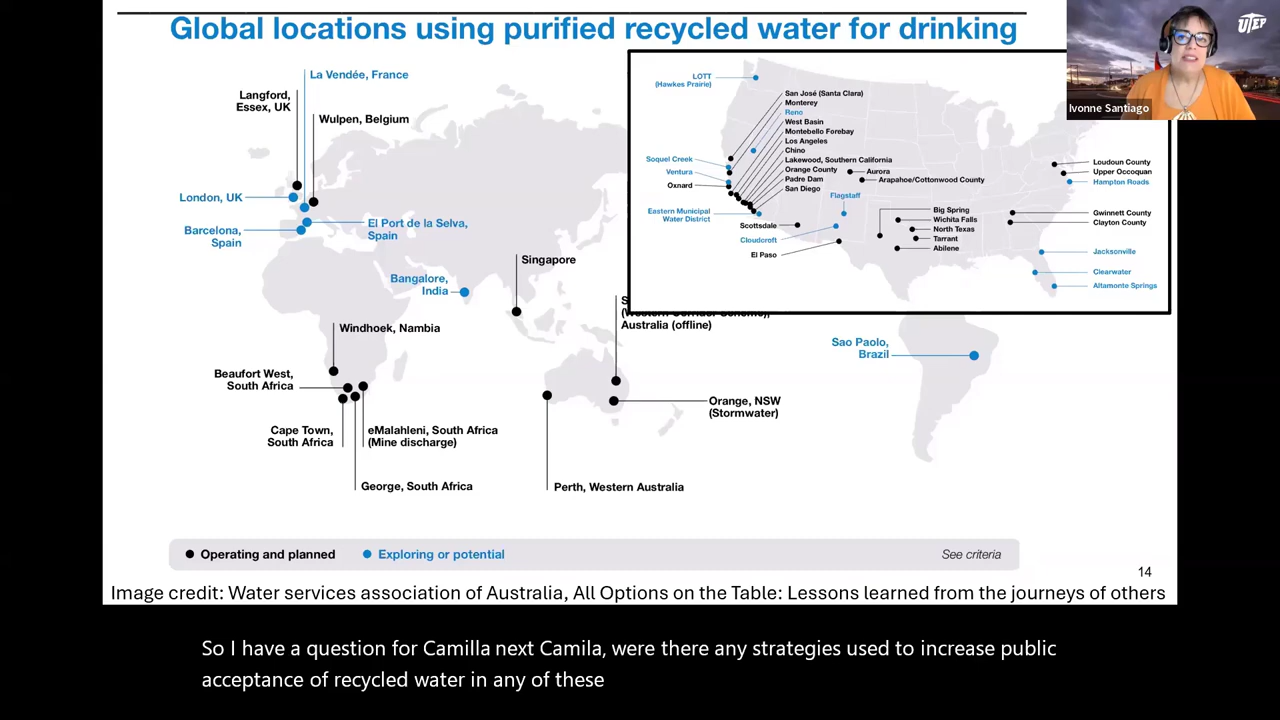 Global locations using purified recycled water for drinking
UTEP
Ivonne Santiago
La Vendée, France
Langford,
Essex, UK
Wulpen, Belgium
London, UK
Barcelona,
Spain
El Port de la Selva,
Spain
Bangalore,
India
Singapore
S
(Western Corridor Scheme),
Australia (offline)
Windhoek, Nambia
Beaufort West,
South Africa
Cape Town,
South Africa
eMalahleni, South Africa
(Mine discharge)
George, South Africa
Perth, Western Australia
Orange, NSW
(Stormwater)
Sao Paolo,
Brazil
LOTT
(Hawkes Prairie)
San José (Santa Clara)
Monterey
Reno
West Basin
Montebello Forebay
Los Angeles
Chino
Lakewood, Southern California
Orange County
Padre Dam
San Diego
Soquel Creek
Ventura
Oxnard
Eastern Municipal
Water District
Scottsdale
Cloudcroft
El Paso
Aurora
Arapahoe/Cottonwood County
Flagstaff
Big Spring
Wichita Falls
North Texas
Tarrant
Abilene
Loudoun County
Upper Occoquan
Hampton Roads
Gwinnett County
Clayton County
Jacksonville
Clearwater
Altamonte Springs
Operating and planned
Exploring or potential
See criteria
14
Image credit: Water services association of Australia, All Options on the Table: Lessons learned from the journeys of others
So I have a question for Camilla next Camila, were there any strategies used to increase public
acceptance of recycled water in any of these